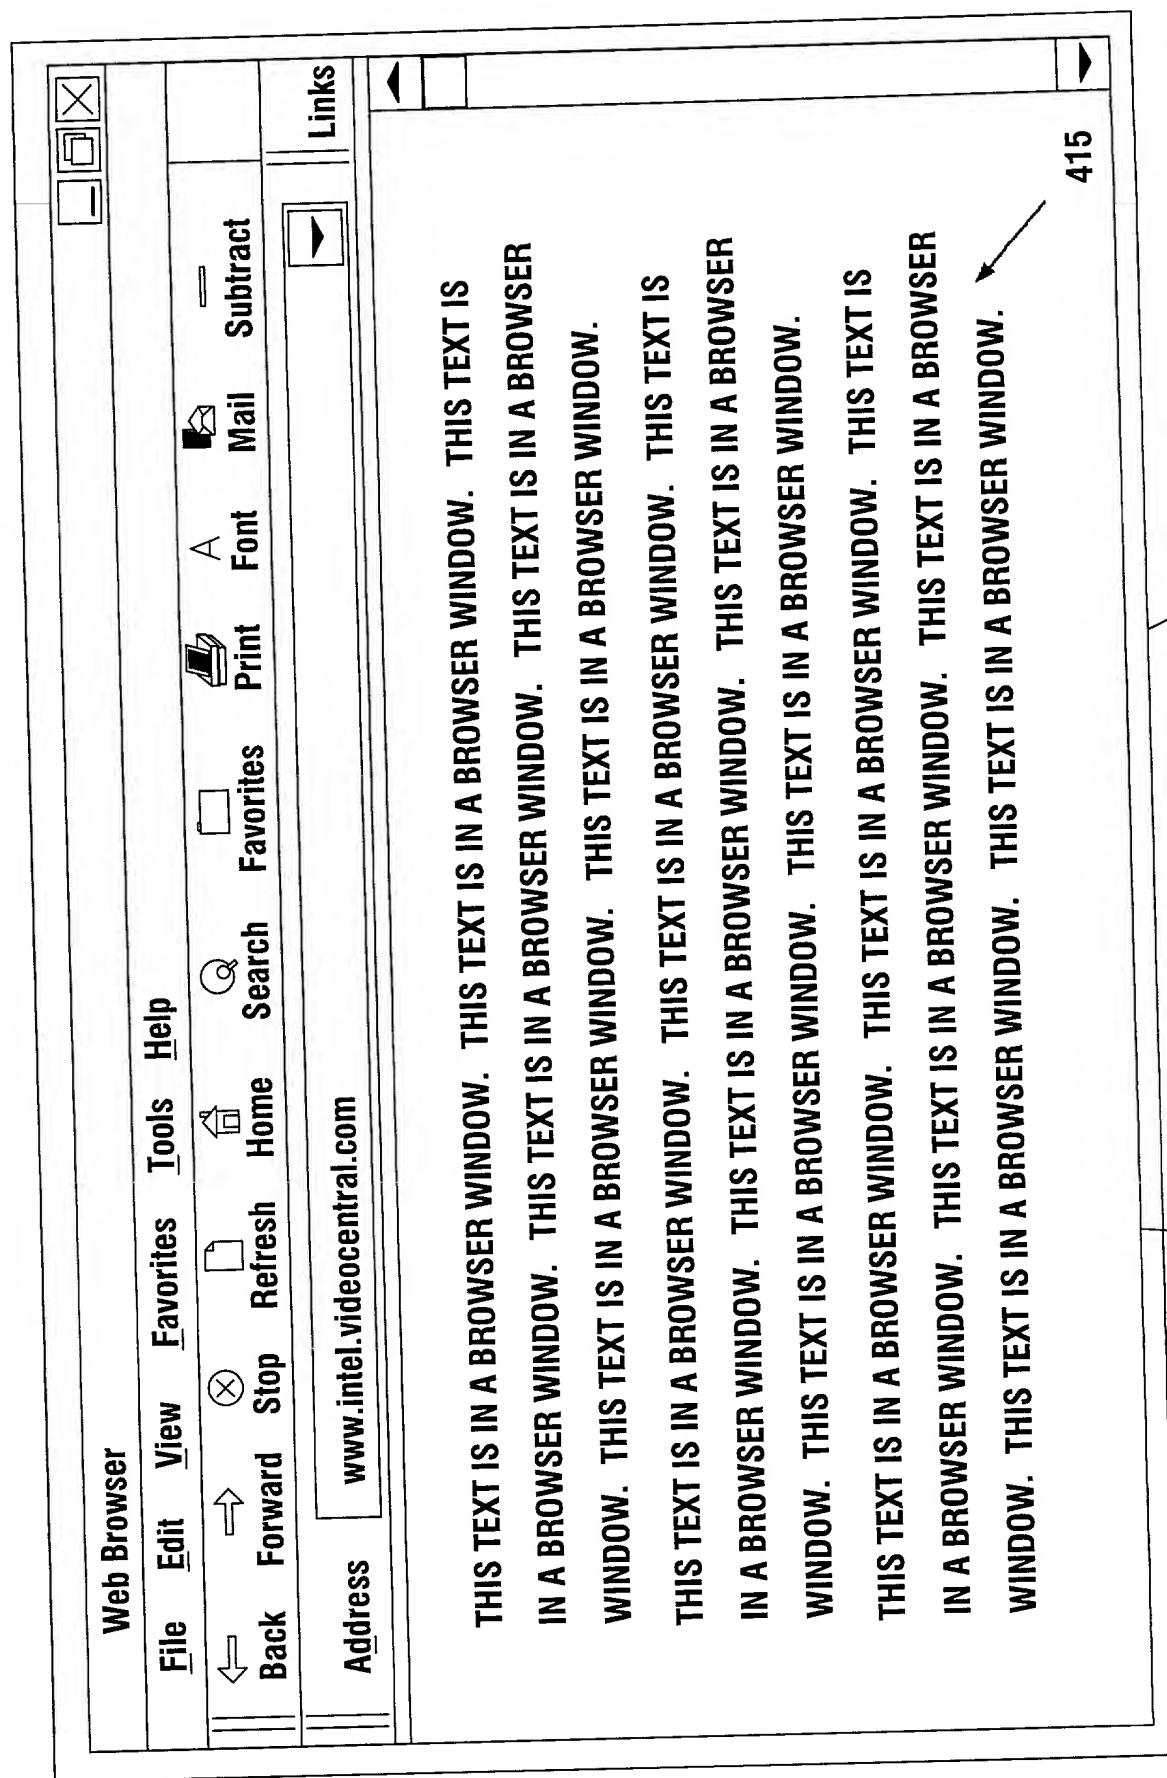 Web Browser
File Edit View Favorites Tools Help
Back Forward Stop Refresh Home Search Favorites Print Font Mail Subtract
Address www.intel.videocentral.com Links
THIS TEXT IS IN A BROWSER WINDOW. THIS TEXT IS IN A BROWSER WINDOW. THIS TEXT IS
IN A BROWSER WINDOW. THIS TEXT IS IN A BROWSER WINDOW. THIS TEXT IS IN A BROWSER
WINDOW. THIS TEXT IS IN A BROWSER WINDOW. THIS TEXT IS IN A BROWSER WINDOW.
THIS TEXT IS IN A BROWSER WINDOW. THIS TEXT IS IN A BROWSER WINDOW. THIS TEXT IS
IN A BROWSER WINDOW. THIS TEXT IS IN A BROWSER WINDOW. THIS TEXT IS IN A BROWSER
WINDOW. THIS TEXT IS IN A BROWSER WINDOW. THIS TEXT IS IN A BROWSER WINDOW.
THIS TEXT IS IN A BROWSER WINDOW. THIS TEXT IS IN A BROWSER WINDOW. THIS TEXT IS
IN A BROWSER WINDOW. THIS TEXT IS IN A BROWSER WINDOW. THIS TEXT IS IN A BROWSER
WINDOW. THIS TEXT IS IN A BROWSER WINDOW. THIS TEXT IS IN A BROWSER WINDOW.
415